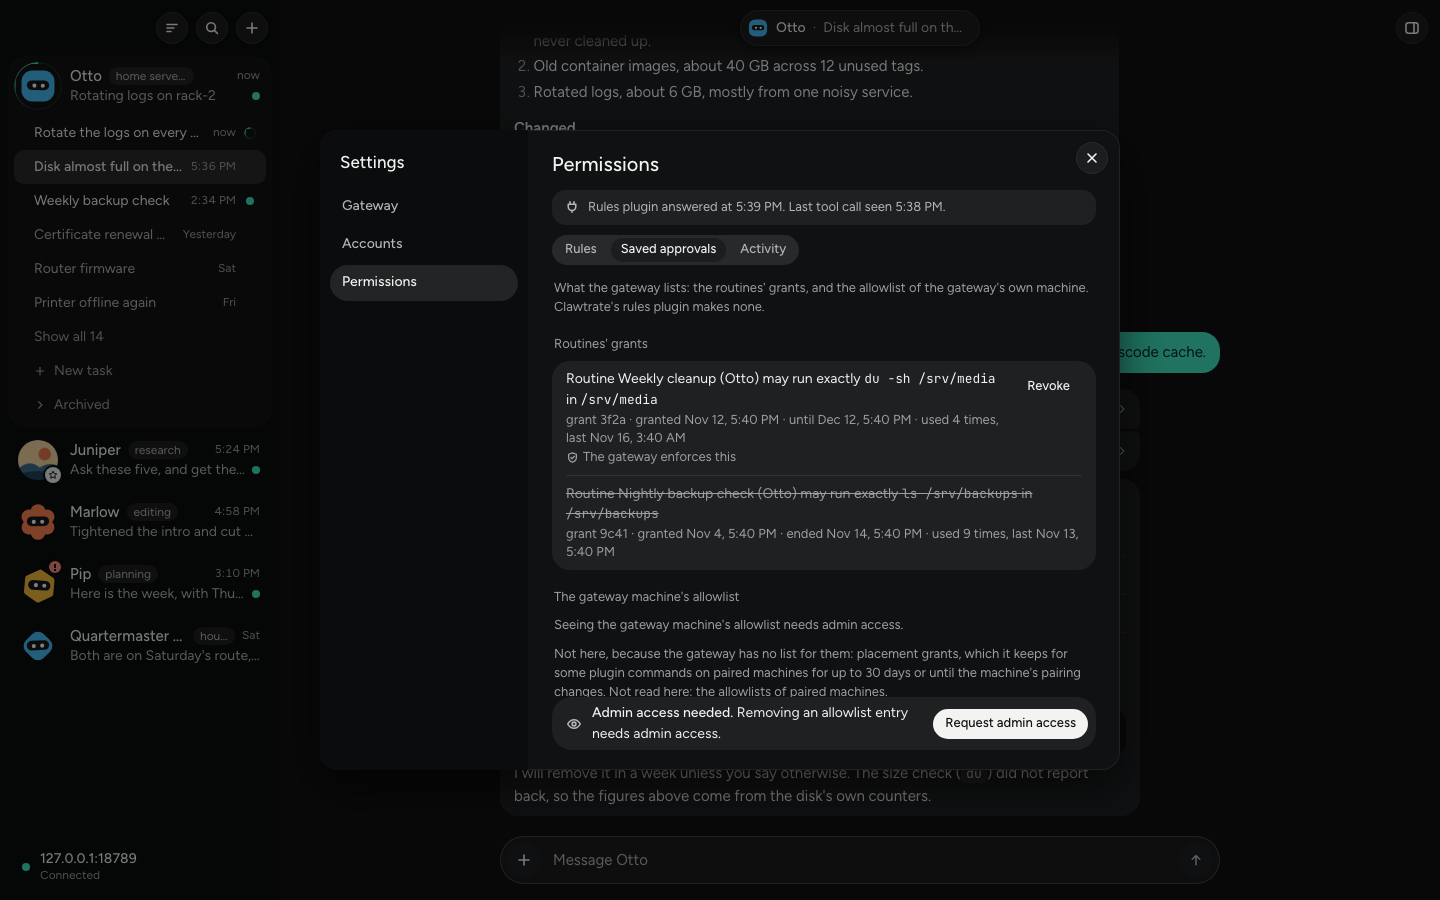 Otto · Disk almost full on th...
Otto home serve... now
Rotating logs on rack-2
Rotate the logs on every ... now
Disk almost full on the... 5:36 PM
Weekly backup check 2:34 PM
Certificate renewal ... Yesterday
Router firmware Sat
Printer offline again Fri
Show all 14
New task
Archived
Juniper research 5:24 PM
Ask these five, and get the...
Marlow editing 4:58 PM
Tightened the intro and cut ...
Pip planning 3:10 PM
Here is the week, with Thu...
Quartermaster ... hou... Sat
Both are on Saturday's route,...
127.0.0.1:18789
Connected
never cleaned up.
2. Old container images, about 40 GB across 12 unused tags.
3. Rotated logs, about 6 GB, mostly from one noisy service.
Changed
scode cache.
Settings
Gateway
Accounts
Permissions
Permissions
Rules plugin answered at 5:39 PM. Last tool call seen 5:38 PM.
Rules Saved approvals Activity
What the gateway lists: the routines' grants, and the allowlist of the gateway's own machine.
Clawtrate's rules plugin makes none.
Routines' grants
Routine Weekly cleanup (Otto) may run exactly du -sh /srv/media
in /srv/media
Revoke
grant 3f2a · granted Nov 12, 5:40 PM · until Dec 12, 5:40 PM · used 4 times,
last Nov 16, 3:40 AM
The gateway enforces this
Routine Nightly backup check (Otto) may run exactly ls /srv/backups in
/srv/backups
grant 9c41 · granted Nov 4, 5:40 PM · ended Nov 14, 5:40 PM · used 9 times, last Nov 13,
5:40 PM
The gateway machine's allowlist
Seeing the gateway machine's allowlist needs admin access.
Not here, because the gateway has no list for them: placement grants, which it keeps for
some plugin commands on paired machines for up to 30 days or until the machine's pairing
changes. Not read here: the allowlists of paired machines.
Admin access needed. Removing an allowlist entry
needs admin access.
Request admin access
I will remove it in a week unless you say otherwise. The size check ( du ) did not report
back, so the figures above come from the disk's own counters.
Message Otto